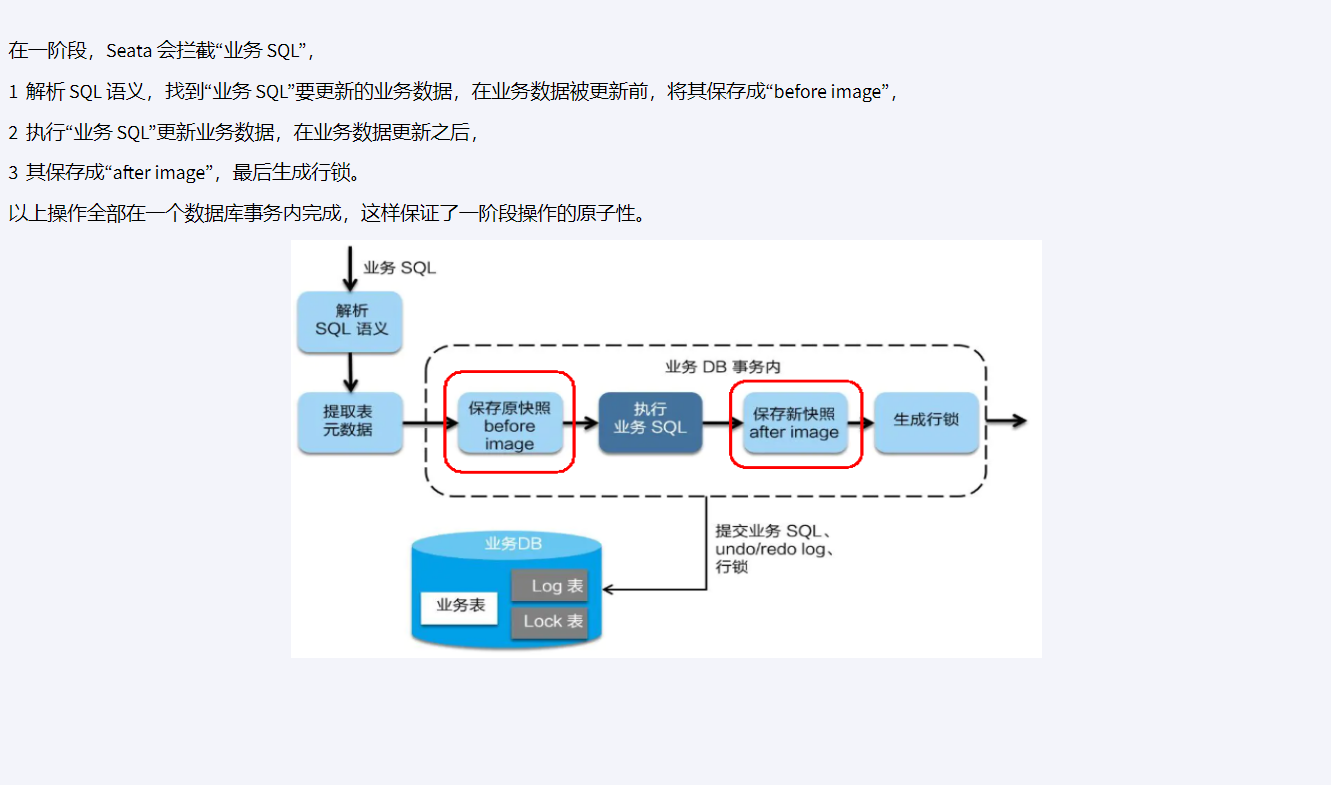 在一阶段，Seata 会拦截“业务 SQL”，
1 解析 SQL 语义，找到“业务 SQL”要更新的业务数据，在业务数据被更新前，将其保存成“before image”，
2 执行“业务 SQL”更新业务数据，在业务数据更新之后，
3 其保存成“after image”，最后生成行锁。
以上操作全部在一个数据库事务内完成，这样保证了一阶段操作的原子性。
业务 SQL
解析
SQL 语义
业务 DB 事务内
提取表
元数据
保存原快照
before
image
执行
业务 SQL
保存新快照
after image
生成行锁
提交业务 SQL、
undo/redo log、
行锁
业务DB
业务表
Log 表
Lock 表